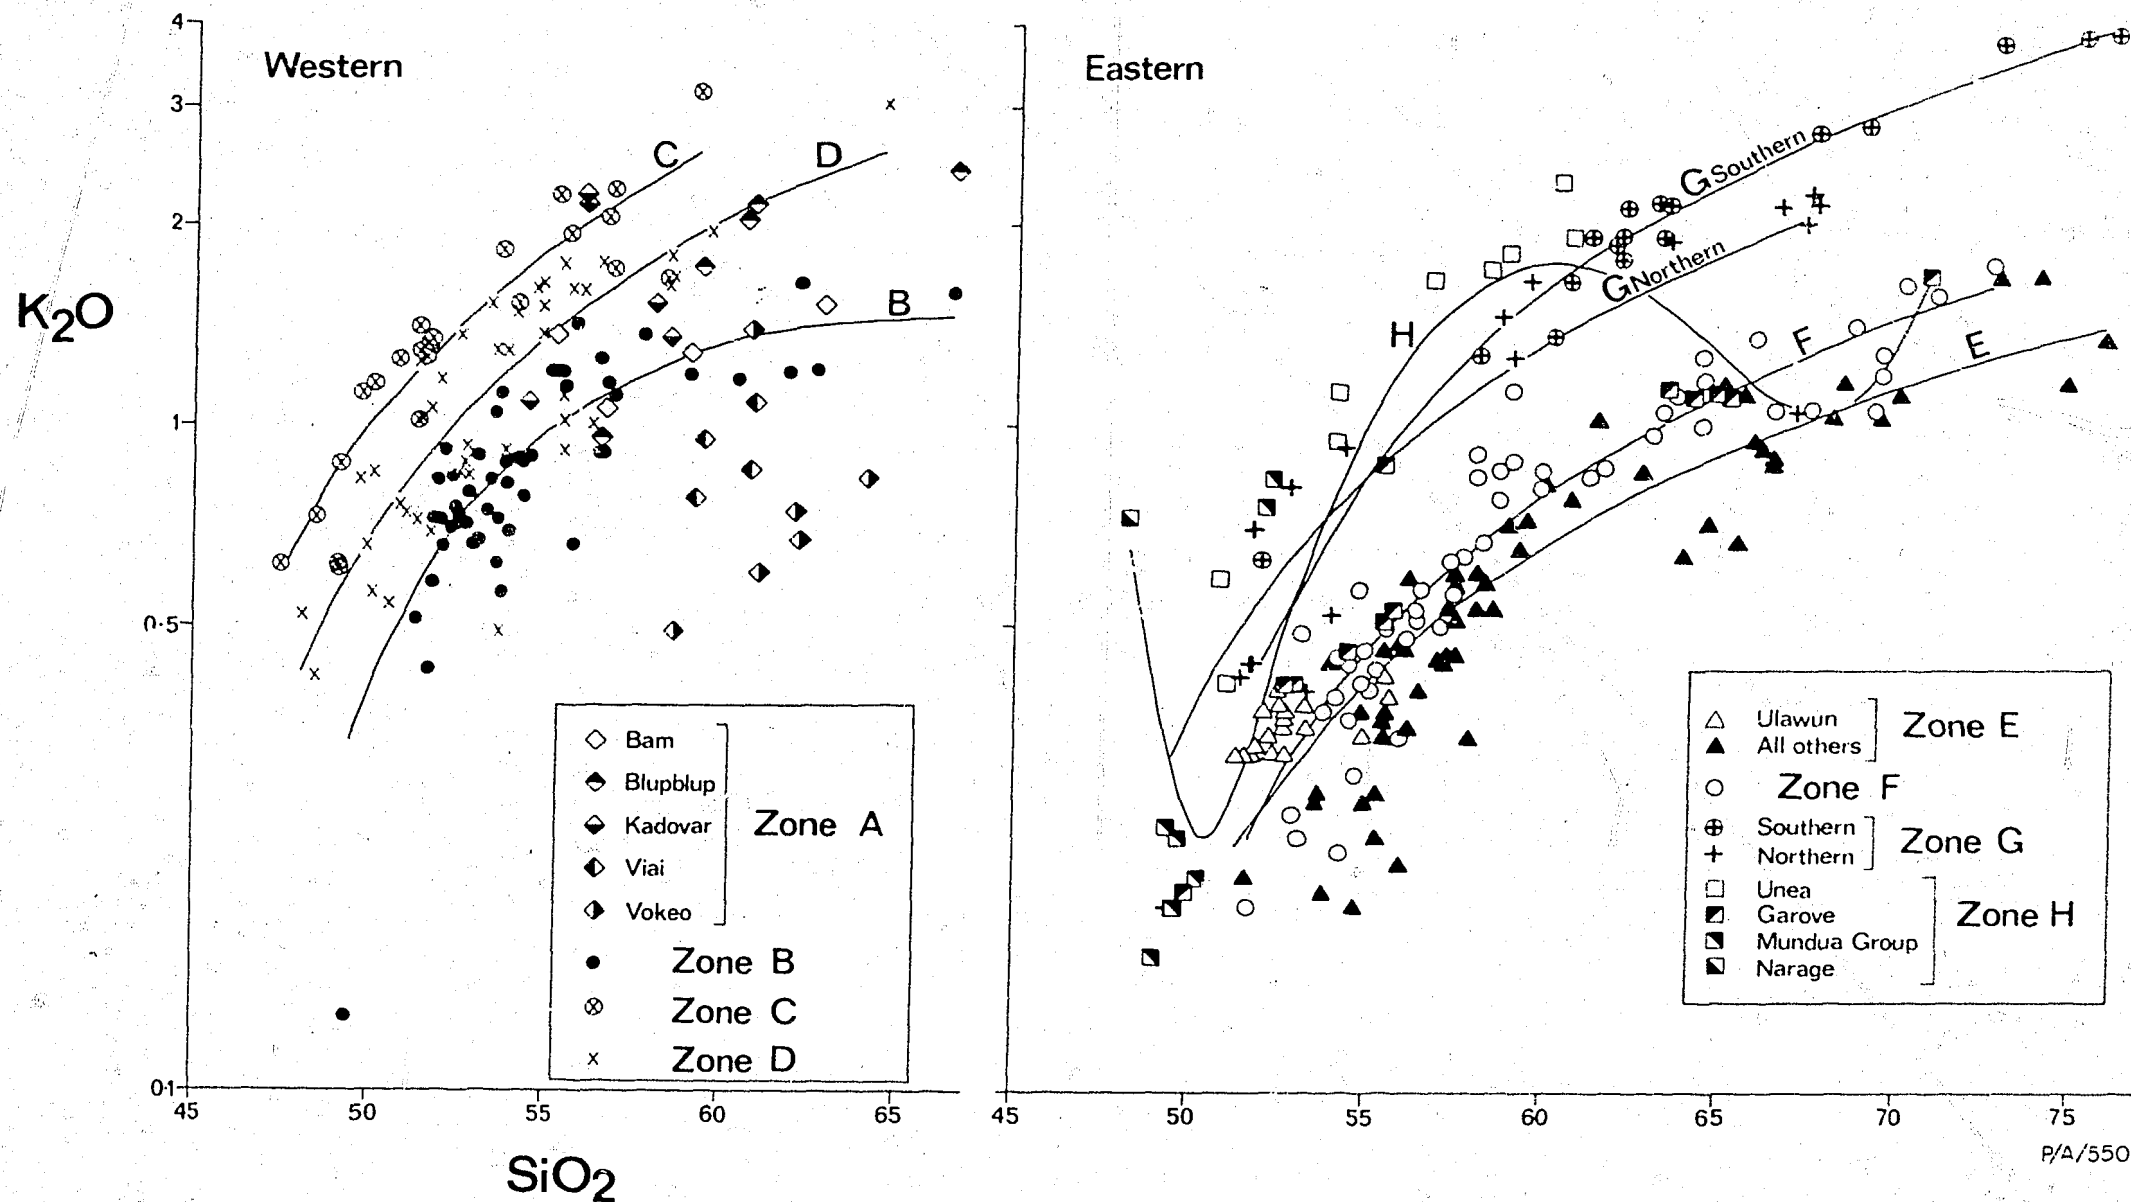 Western
Eastern
K2O
4
3
2
1
0.5
0.1
C
D
B
H
G Southern
G Northern
F
E
Bam
Blupblup
Kadovar
Viai
Vokeo
Zone A
Zone B
Zone C
Zone D
Ulawun
All others
Zone E
Zone F
Southern
Northern
Zone G
Unea
Garove
Mundua Group
Narage
Zone H
45
50
55
60
65
45
50
55
60
65
70
75
SiO2
P/A/550